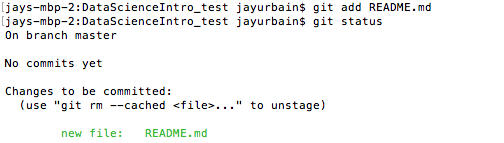 [jays-mbp-2:DataScienceIntro_test jayurbain$ git add README.md
[jays-mbp-2:DataScienceIntro_test jayurbain$ git status
On branch master
No commits yet
Changes to be committed:
(use "git rm --cached <file>..." to unstage)
new file: README.md